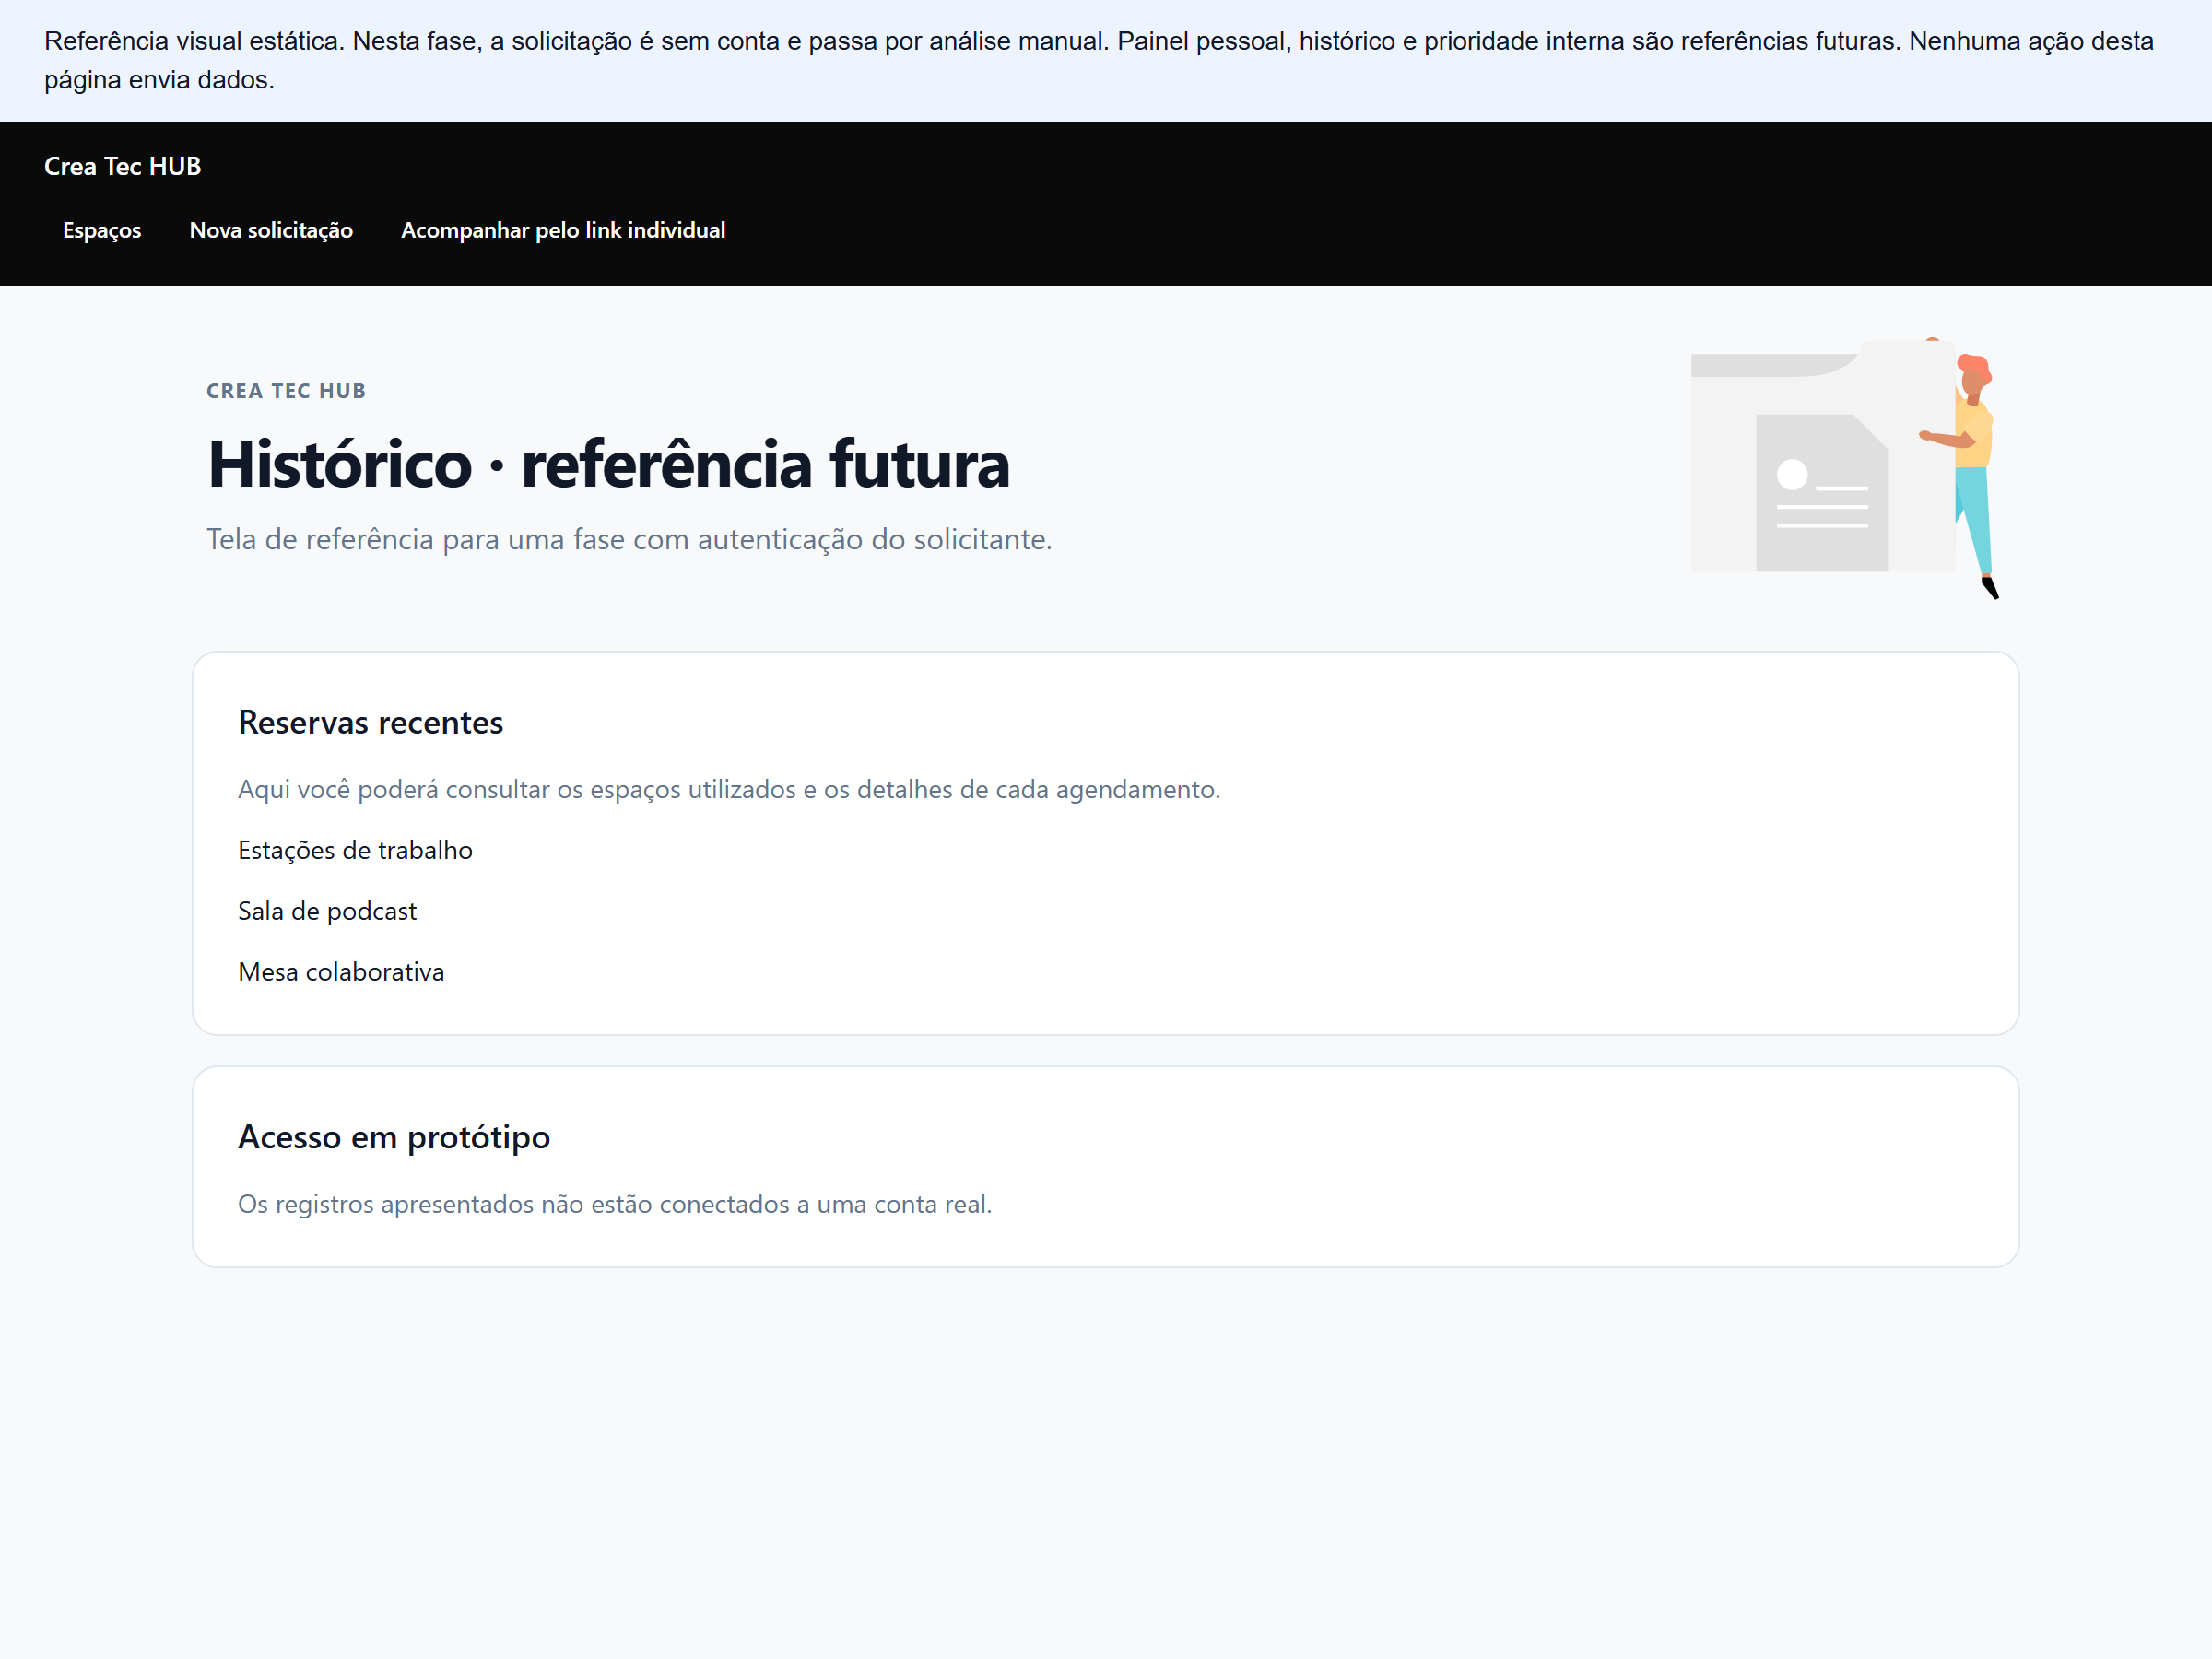 Referência visual estática. Nesta fase, a solicitação é sem conta e passa por análise manual. Painel pessoal, histórico e prioridade interna são referências futuras. Nenhuma ação desta
página envia dados.
Crea Tec HUB
Espaços
Nova solicitação
Acompanhar pelo link individual
CREA TEC HUB
Histórico · referência futura
Tela de referência para uma fase com autenticação do solicitante.
Reservas recentes
Aqui você poderá consultar os espaços utilizados e os detalhes de cada agendamento.
Estações de trabalho
Sala de podcast
Mesa colaborativa
Acesso em protótipo
Os registros apresentados não estão conectados a uma conta real.